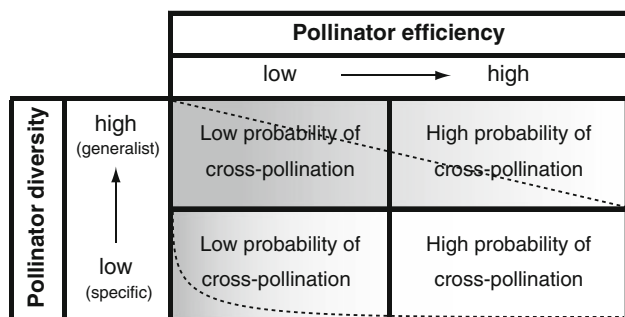 Pollinator efficiency
low high
Pollinator diversity
high
(generalist)
low
(specific)
Low probability of
cross-pollination
High probability of
cross-pollination
Low probability of
cross-pollination
High probability of
cross-pollination